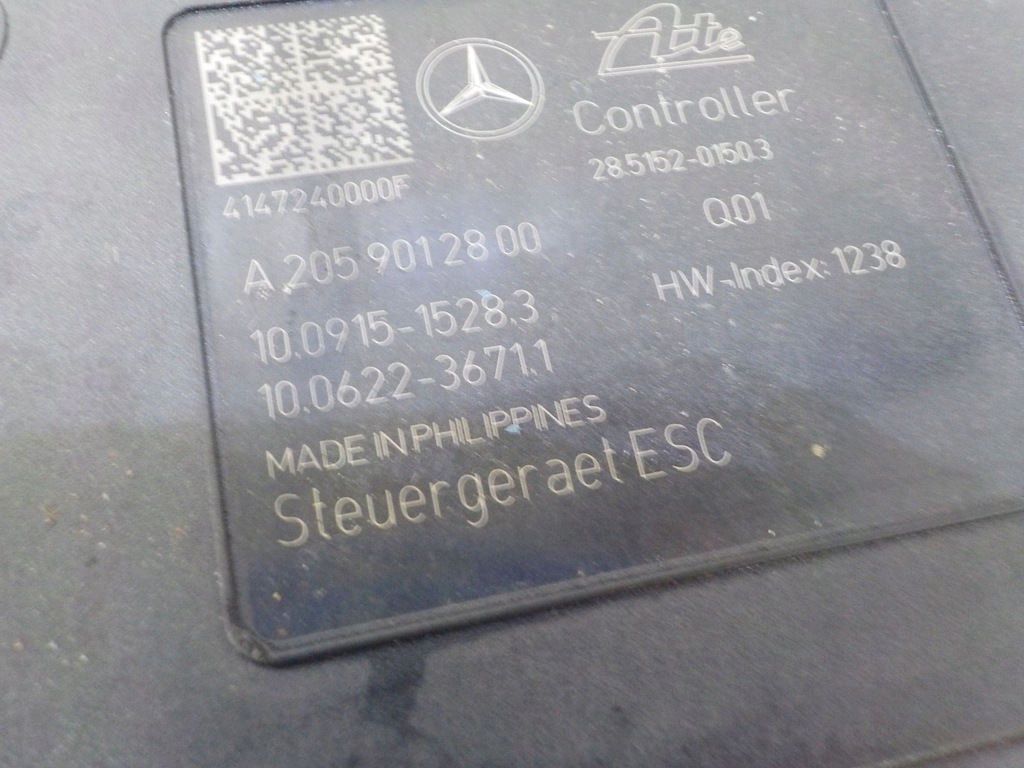 Ate
Controller
28.5152-0150.3
4147240000F
Q01
A 205 901 28 00
HW-Index: 1238
10.0915-1528.3
10.0622-3671.1
MADE IN PHILIPPINES
Steuergeraet ESC